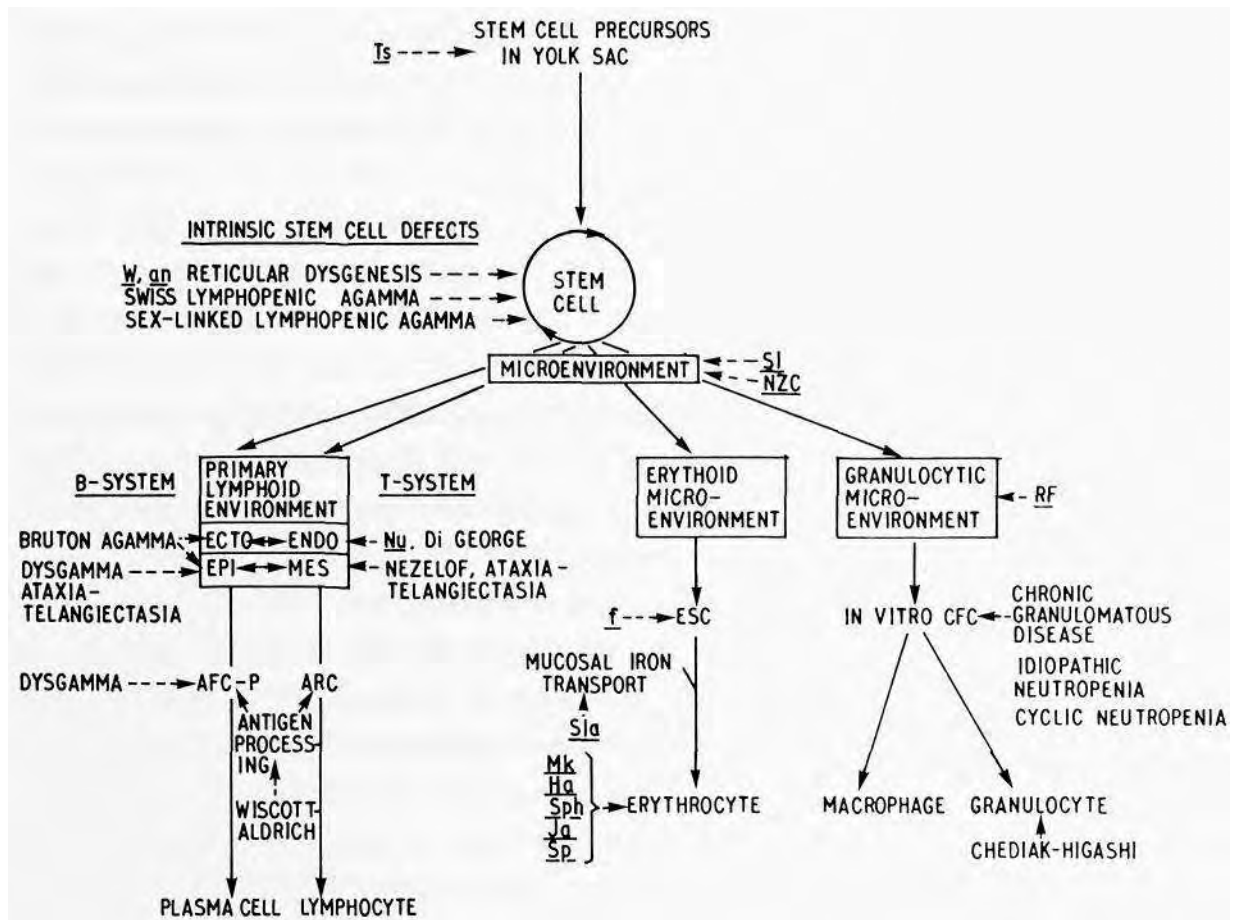 STEM CELL PRECURSORS
IN YOLK SAC
Ts
INTRINSIC STEM CELL DEFECTS
W, an RETICULAR DYSGENESIS
SWISS LYMPHOPENIC AGAMMA
SEX-LINKED LYMPHOPENIC AGAMMA
STEM
CELL
MICROENVIRONMENT
Sl
NZC
B-SYSTEM
PRIMARY
LYMPHOID
ENVIRONMENT
T-SYSTEM
ERYTHOID
MICRO-
ENVIRONMENT
GRANULOCYTIC
MICRO-
ENVIRONMENT
RF
BRUTON AGAMMA
ECTO
ENDO
Nu, Di GEORGE
DYSGAMMA
ATAXIA-
TELANGIECTASIA
EPI
MES
NEZELOF, ATAXIA-
TELANGIECTASIA
f
ESC
IN VITRO CFC
CHRONIC
GRANULOMATOUS
DISEASE
IDIOPATHIC
NEUTROPENIA
CYCLIC NEUTROPENIA
MUCOSAL IRON
TRANSPORT
Sla
DYSGAMMA
AFC-P
ARC
ANTIGEN
PROCESS-
ING
WISCOTT-
ALDRICH
Mk
Ha
Sph
Ja
Sp
ERYTHROCYTE
MACROPHAGE
GRANULOCYTE
CHEDIAK-HIGASHI
PLASMA CELL
LYMPHOCYTE